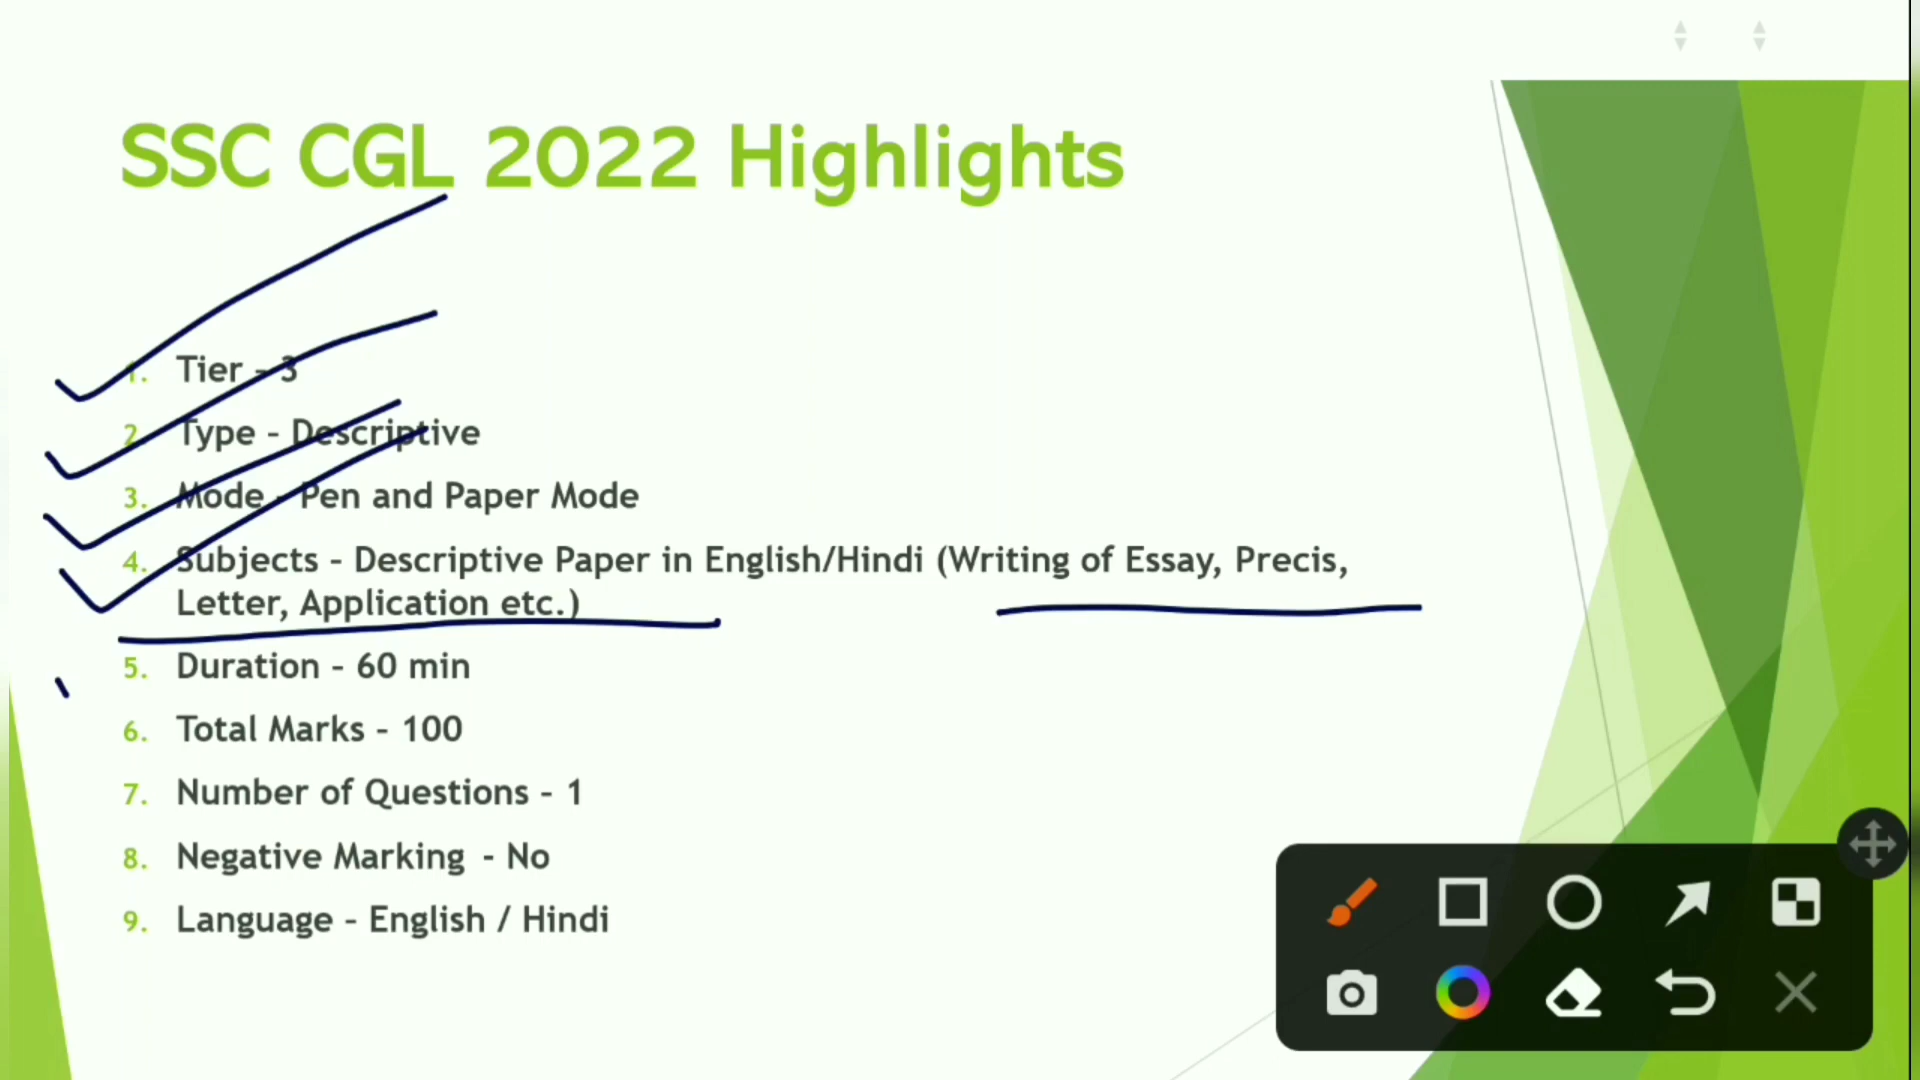 SSC CGL 2022 Highlights
1. Tier - 3
2. Type - Descriptive
3. Mode - Pen and Paper Mode
4. Subjects - Descriptive Paper in English/Hindi (Writing of Essay, Precis,
Letter, Application etc.)
5. Duration - 60 min
6. Total Marks - 100
7. Number of Questions - 1
8. Negative Marking - No
9. Language - English / Hindi